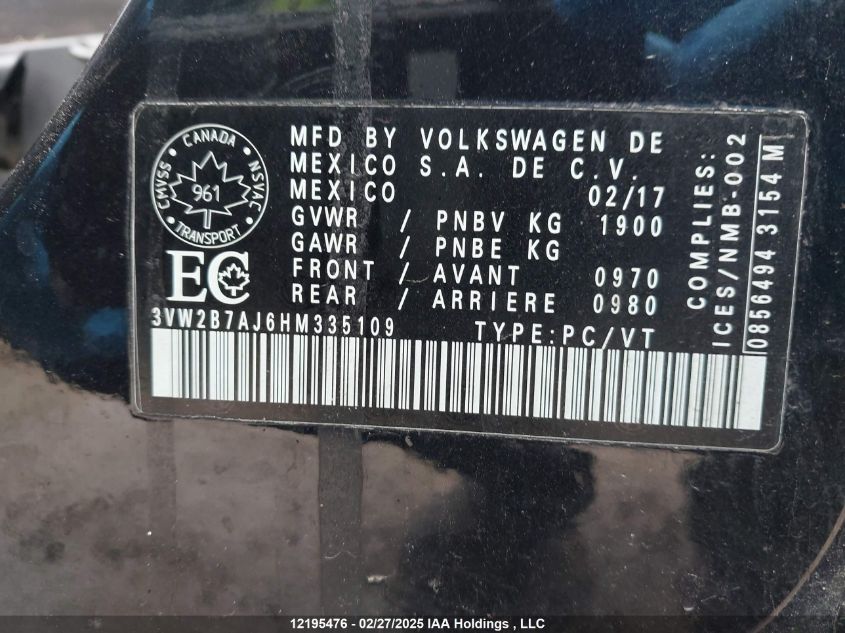 CANADA
CMVSS
NSVAC
961
TRANSPORT
EC
MFD BY VOLKSWAGEN DE
MEXICO S.A. DE C.V.
MEXICO 02/17
GVWR / PNBV KG 1900
GAWR / PNBE KG
FRONT / AVANT 0970
REAR / ARRIERE 0980
3VW2B7AJ6HM335109 TYPE:PC/VT
COMPLIES:
ICES/NMB-002
0856494 3154 M
12195476 - 02/27/2025 IAA Holdings , LLC